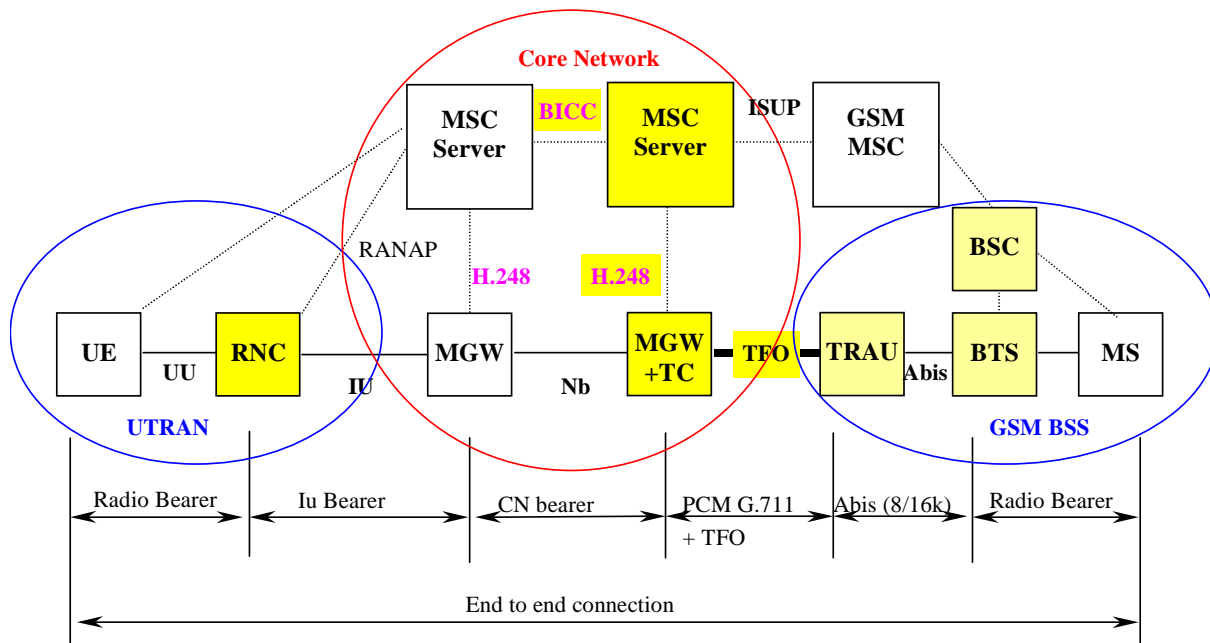 Core Network
MSC
Server
BICC
MSC
Server
ISUP
GSM
MSC
RANAP
H.248
H.248
BSC
UE
UU
RNC
IU
MGW
Nb
MGW
+TC
TFO
TRAU
Abis
BTS
MS
UTRAN
GSM BSS
Radio Bearer
Iu Bearer
CN bearer
PCM G.711
+ TFO
Abis (8/16k)
Radio Bearer
End to end connection